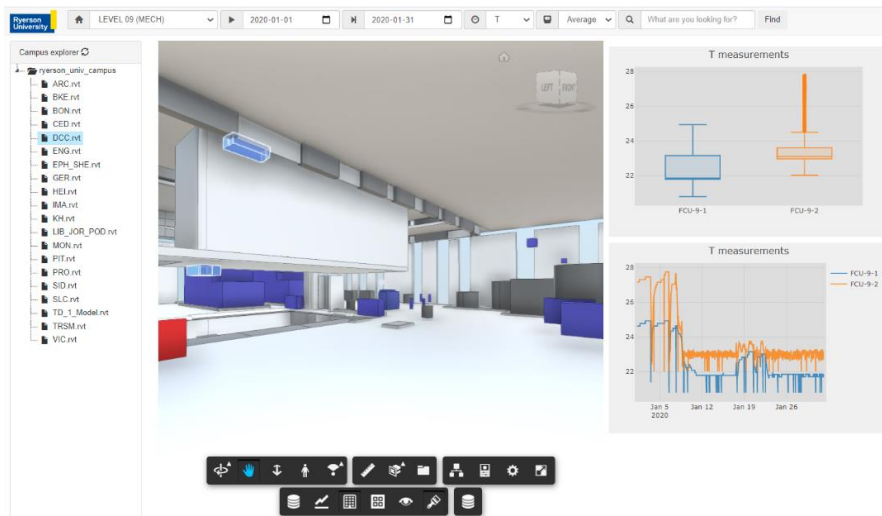 Ryerson
University
LEVEL 09 (MECH)
2020-01-01
2020-01-31
T
Average
What are you looking for?
Find
Campus explorer
ryerson_univ_campus
ARC.rvt
BKE.rvt
BON.rvt
CED.rvt
DCC.rvt
ENG.rvt
EPH_SHE.rvt
GER.rvt
HEI.rvt
IMA.rvt
KH.rvt
LIB_JOR_POD.rvt
MON.rvt
PIT.rvt
PRO.rvt
SID.rvt
SLC.rvt
TD_1_Model.rvt
TRSM.rvt
VIC.rvt
LEFT
FRONT
T measurements
28
26
24
22
FCU-9-1
FCU-9-2
T measurements
28
26
24
22
FCU-9-1
FCU-9-2
Jan 5
2020
Jan 12
Jan 19
Jan 26